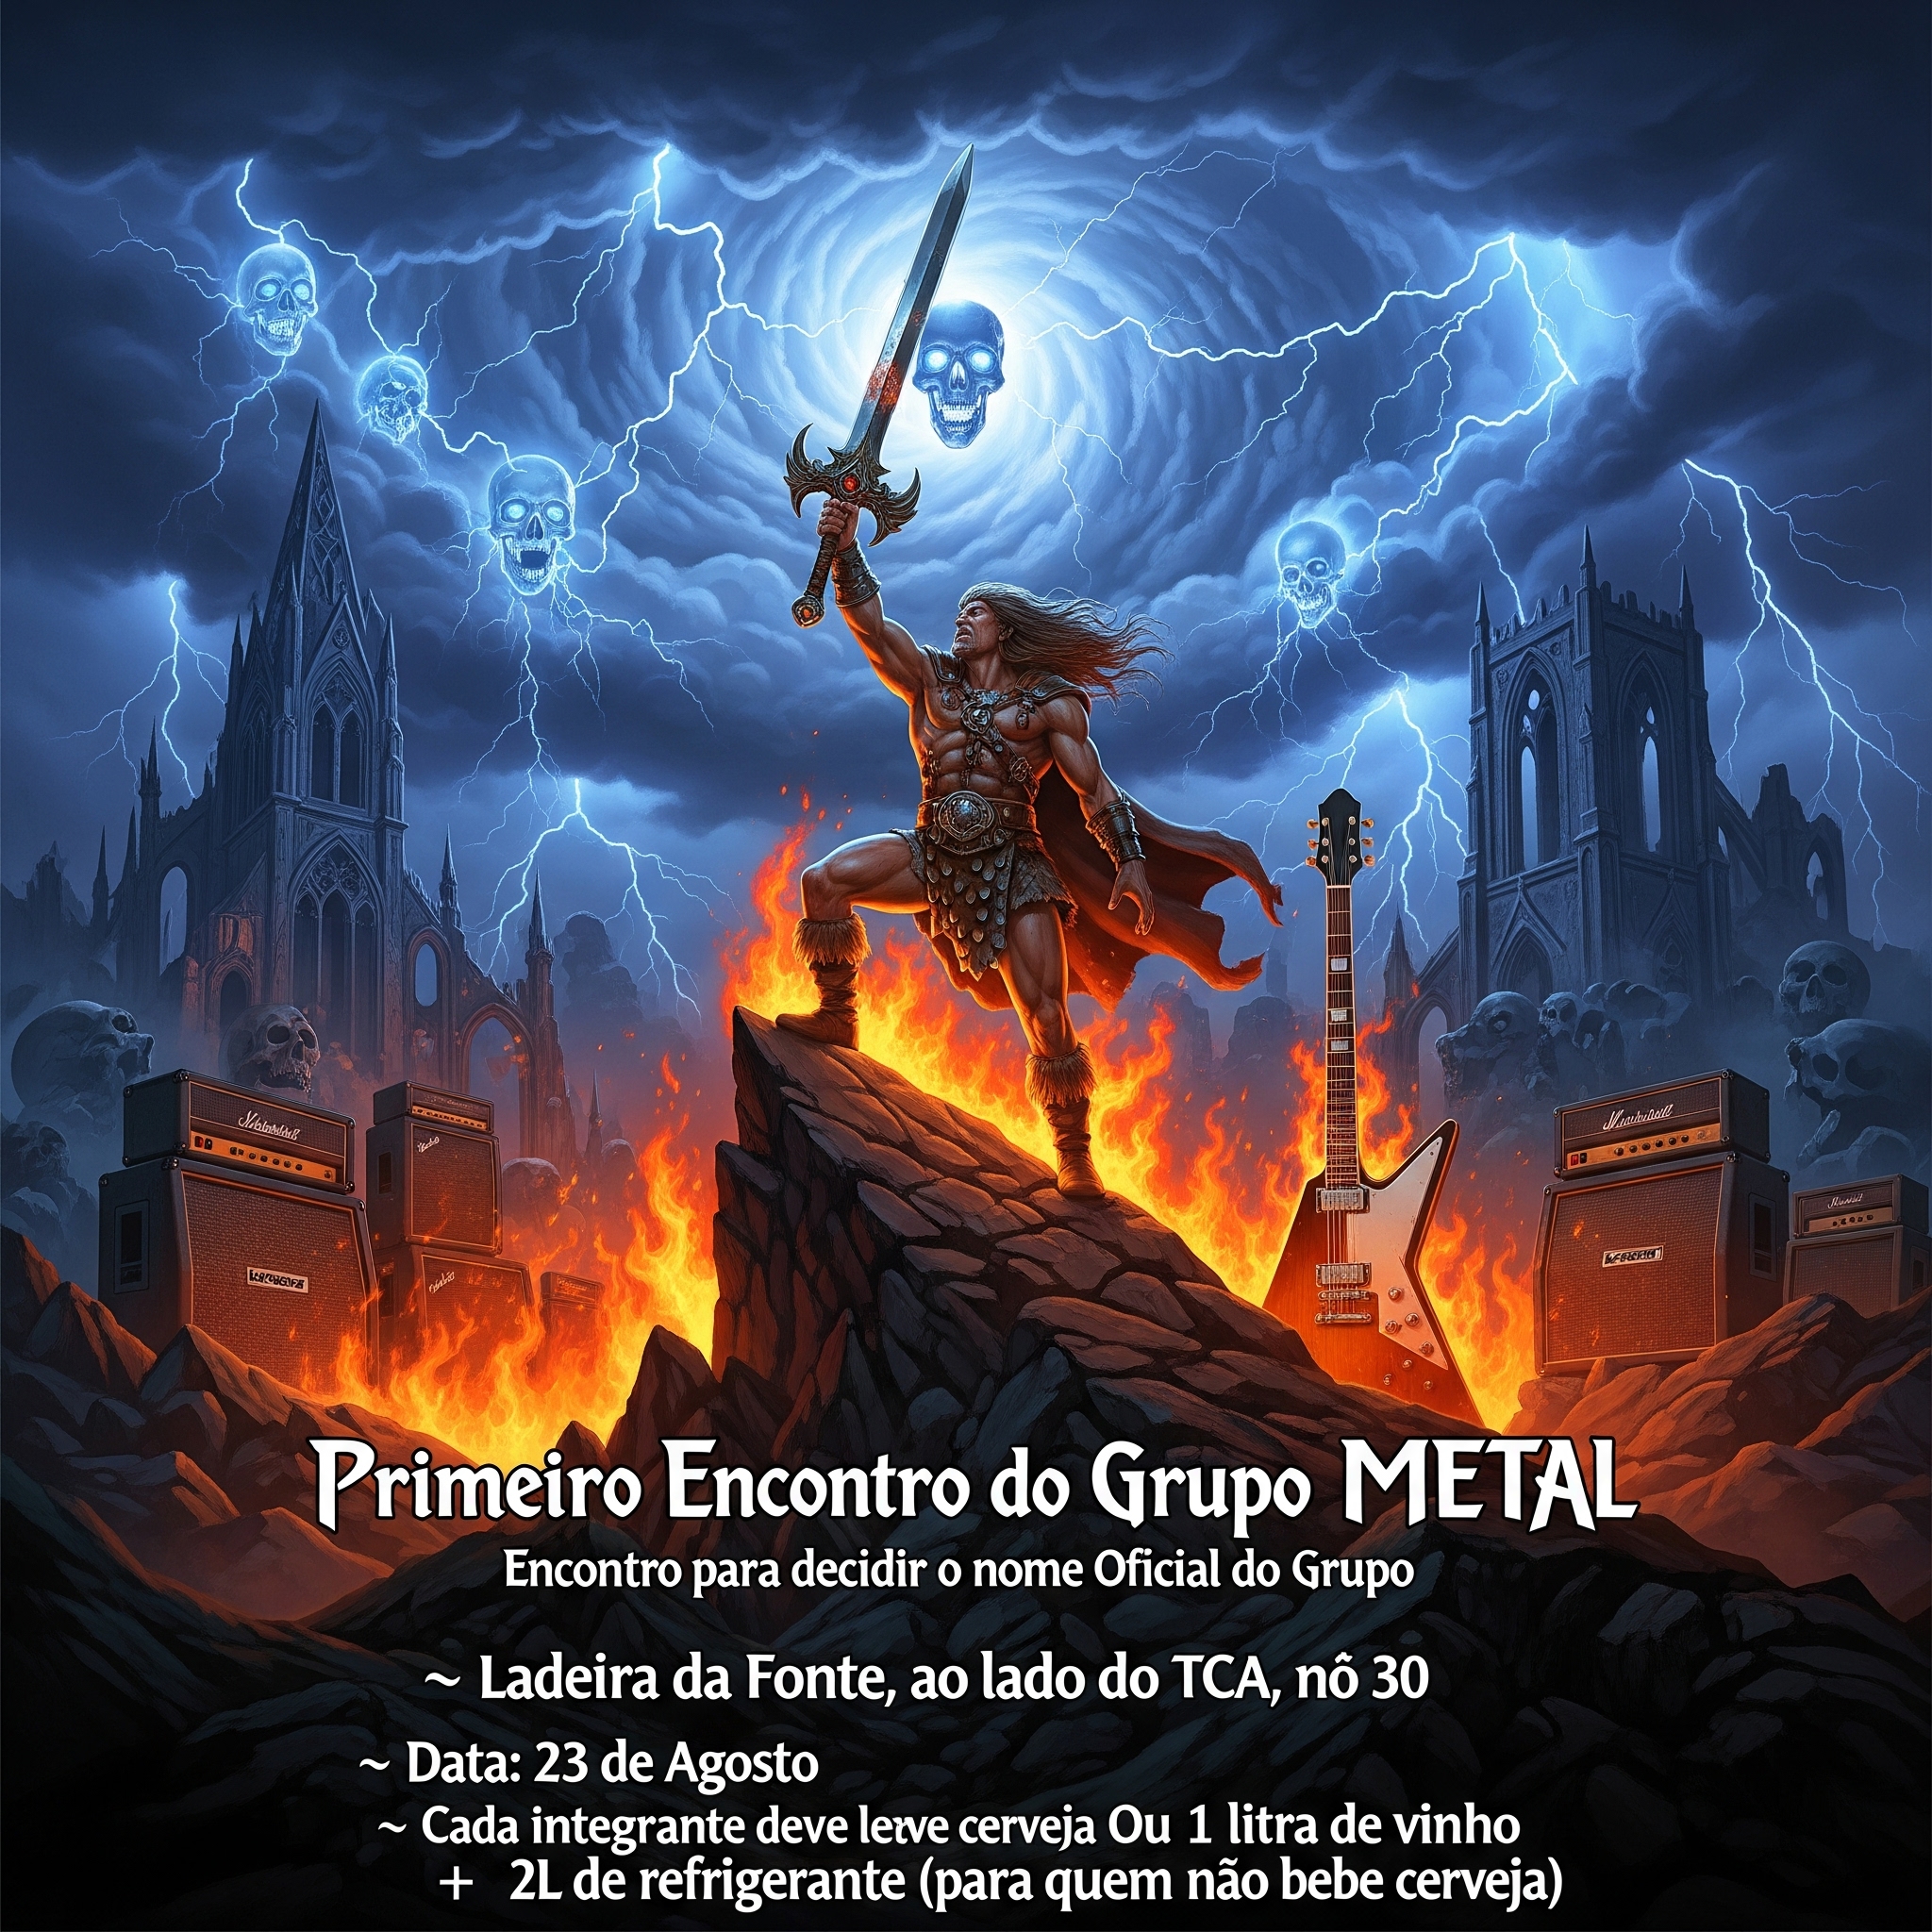 Primeiro Encontro do Grupo METAL
Encontro para decidir o nome Oficial do Grupo
~ Ladeira da Fonte, ao lado do TCA, nô 30
~ Data: 23 de Agosto
~ Cada integrante deve cerveja Ou 1 litra de vinho
+ 2L de refrigerante (para quem não bebe cerveja)